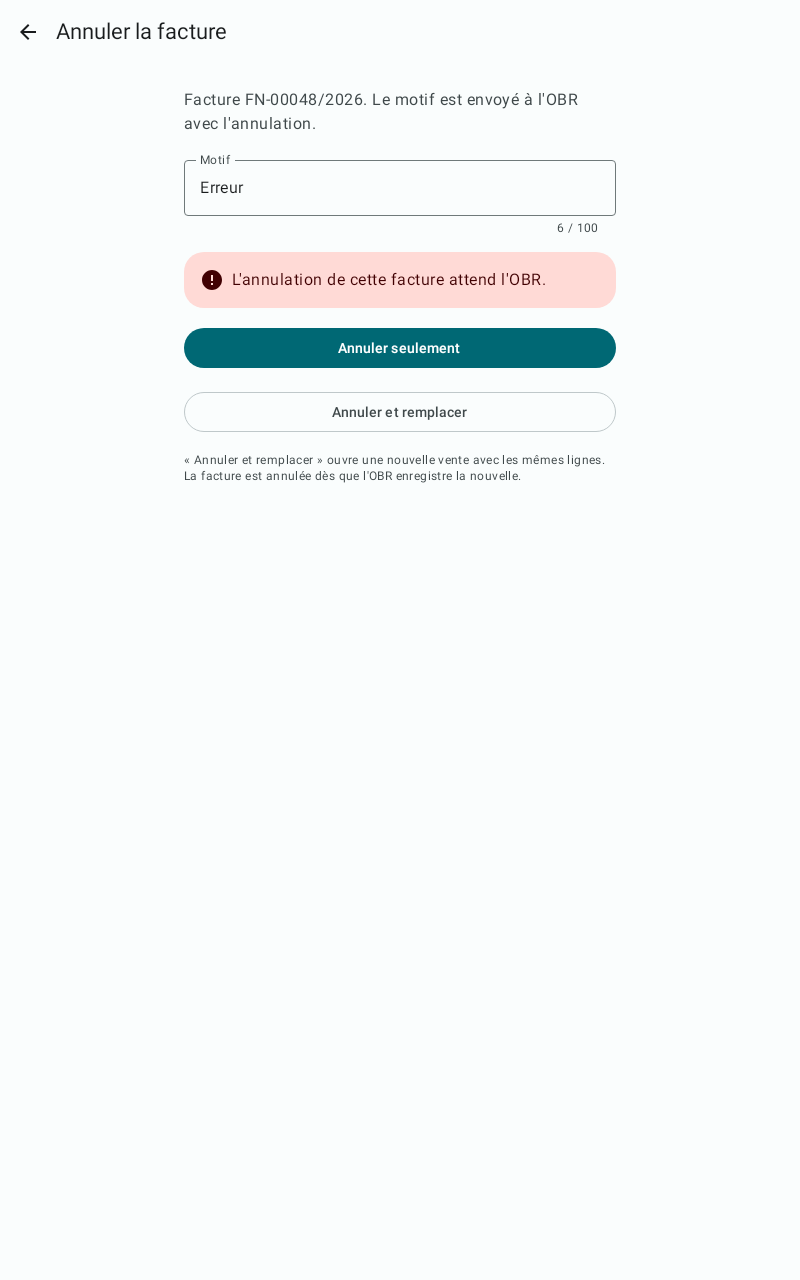 Annuler la facture
Facture FN-00048/2026. Le motif est envoyé à l'OBR
avec l'annulation.
Motif
Erreur
6 / 100
L'annulation de cette facture attend l'OBR.
Annuler seulement
Annuler et remplacer
« Annuler et remplacer » ouvre une nouvelle vente avec les mêmes lignes.
La facture est annulée dès que l'OBR enregistre la nouvelle.